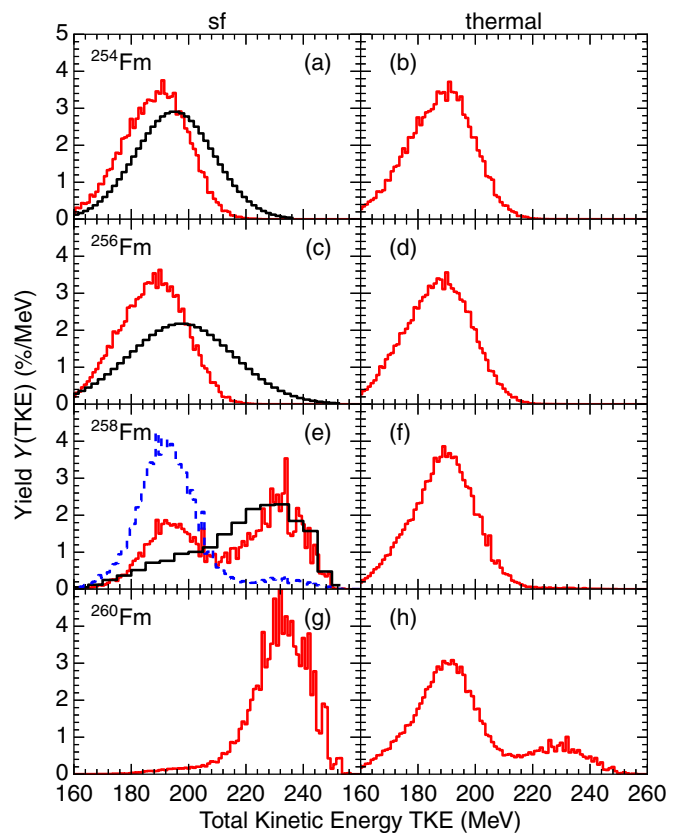 sf thermal
5
254Fm (a) (b)
4
3
2
1
0
256Fm (c) (d)
4
3
2
1
0
258Fm (e) (f)
4
3
2
1
0
260Fm (g) (h)
4
3
2
1
0
160 180 200 220 240 160 180 200 220 240 260
Total Kinetic Energy TKE (MeV)
Yield Y(TKE) (%/MeV)